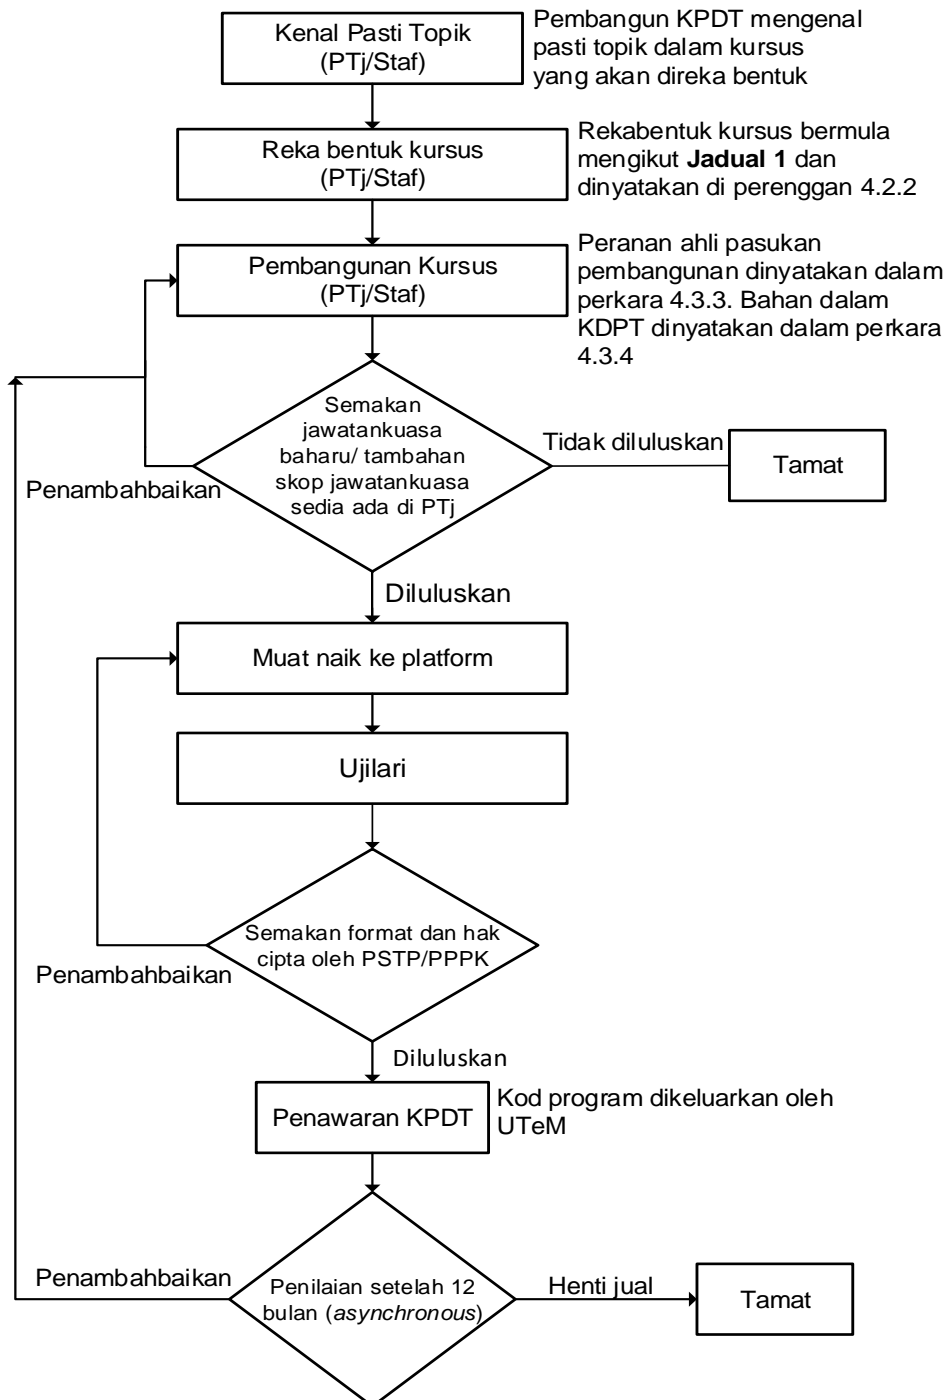 Kenal Pasti Topik
(PTj/Staf)
Pembangun KPDT mengenal
pasti topik dalam kursus
yang akan direka bentuk
Reka bentuk kursus
(PTj/Staf)
Rekabentuk kursus bermula
mengikut Jadual 1 dan
dinyatakan di perenggan 4.2.2
Pembangunan Kursus
(PTj/Staf)
Peranan ahli pasukan
pembangunan dinyatakan dalam
perkara 4.3.3. Bahan dalam
KDPT dinyatakan dalam perkara
4.3.4
Semakan
jawatankuasa
baharu/ tambahan
skop jawatankuasa
sedia ada di PTj
Penambahbaikan
Tidak diluluskan
Tamat
Diluluskan
Muat naik ke platform
Ujilari
Semakan format dan hak
cipta oleh PSTP/PPPK
Penambahbaikan
Diluluskan
Penawaran KPDT
Kod program dikeluarkan oleh
UTeM
Penilaian setelah 12
bulan (asynchronous)
Penambahbaikan
Henti jual
Tamat